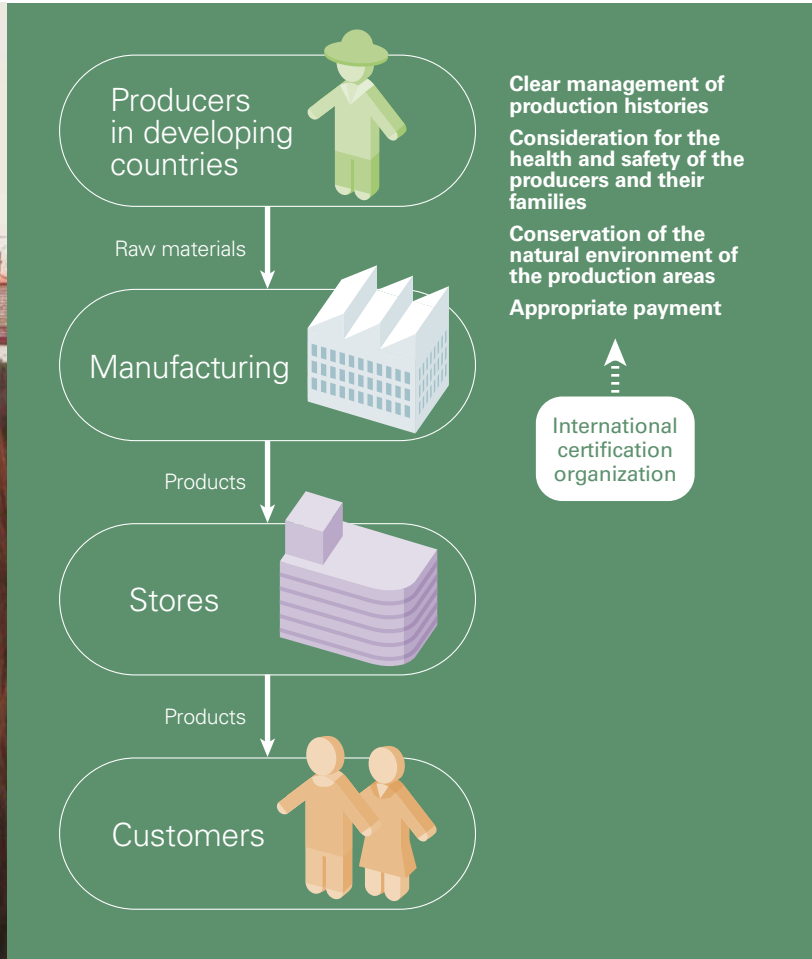 Producers
in developing
countries
Clear management of
production histories
Consideration for the
health and safety of the
producers and their
families
Conservation of the
natural environment of
the production areas
Appropriate payment
International
certification
organization
Raw materials
Manufacturing
Products
Stores
Products
Customers